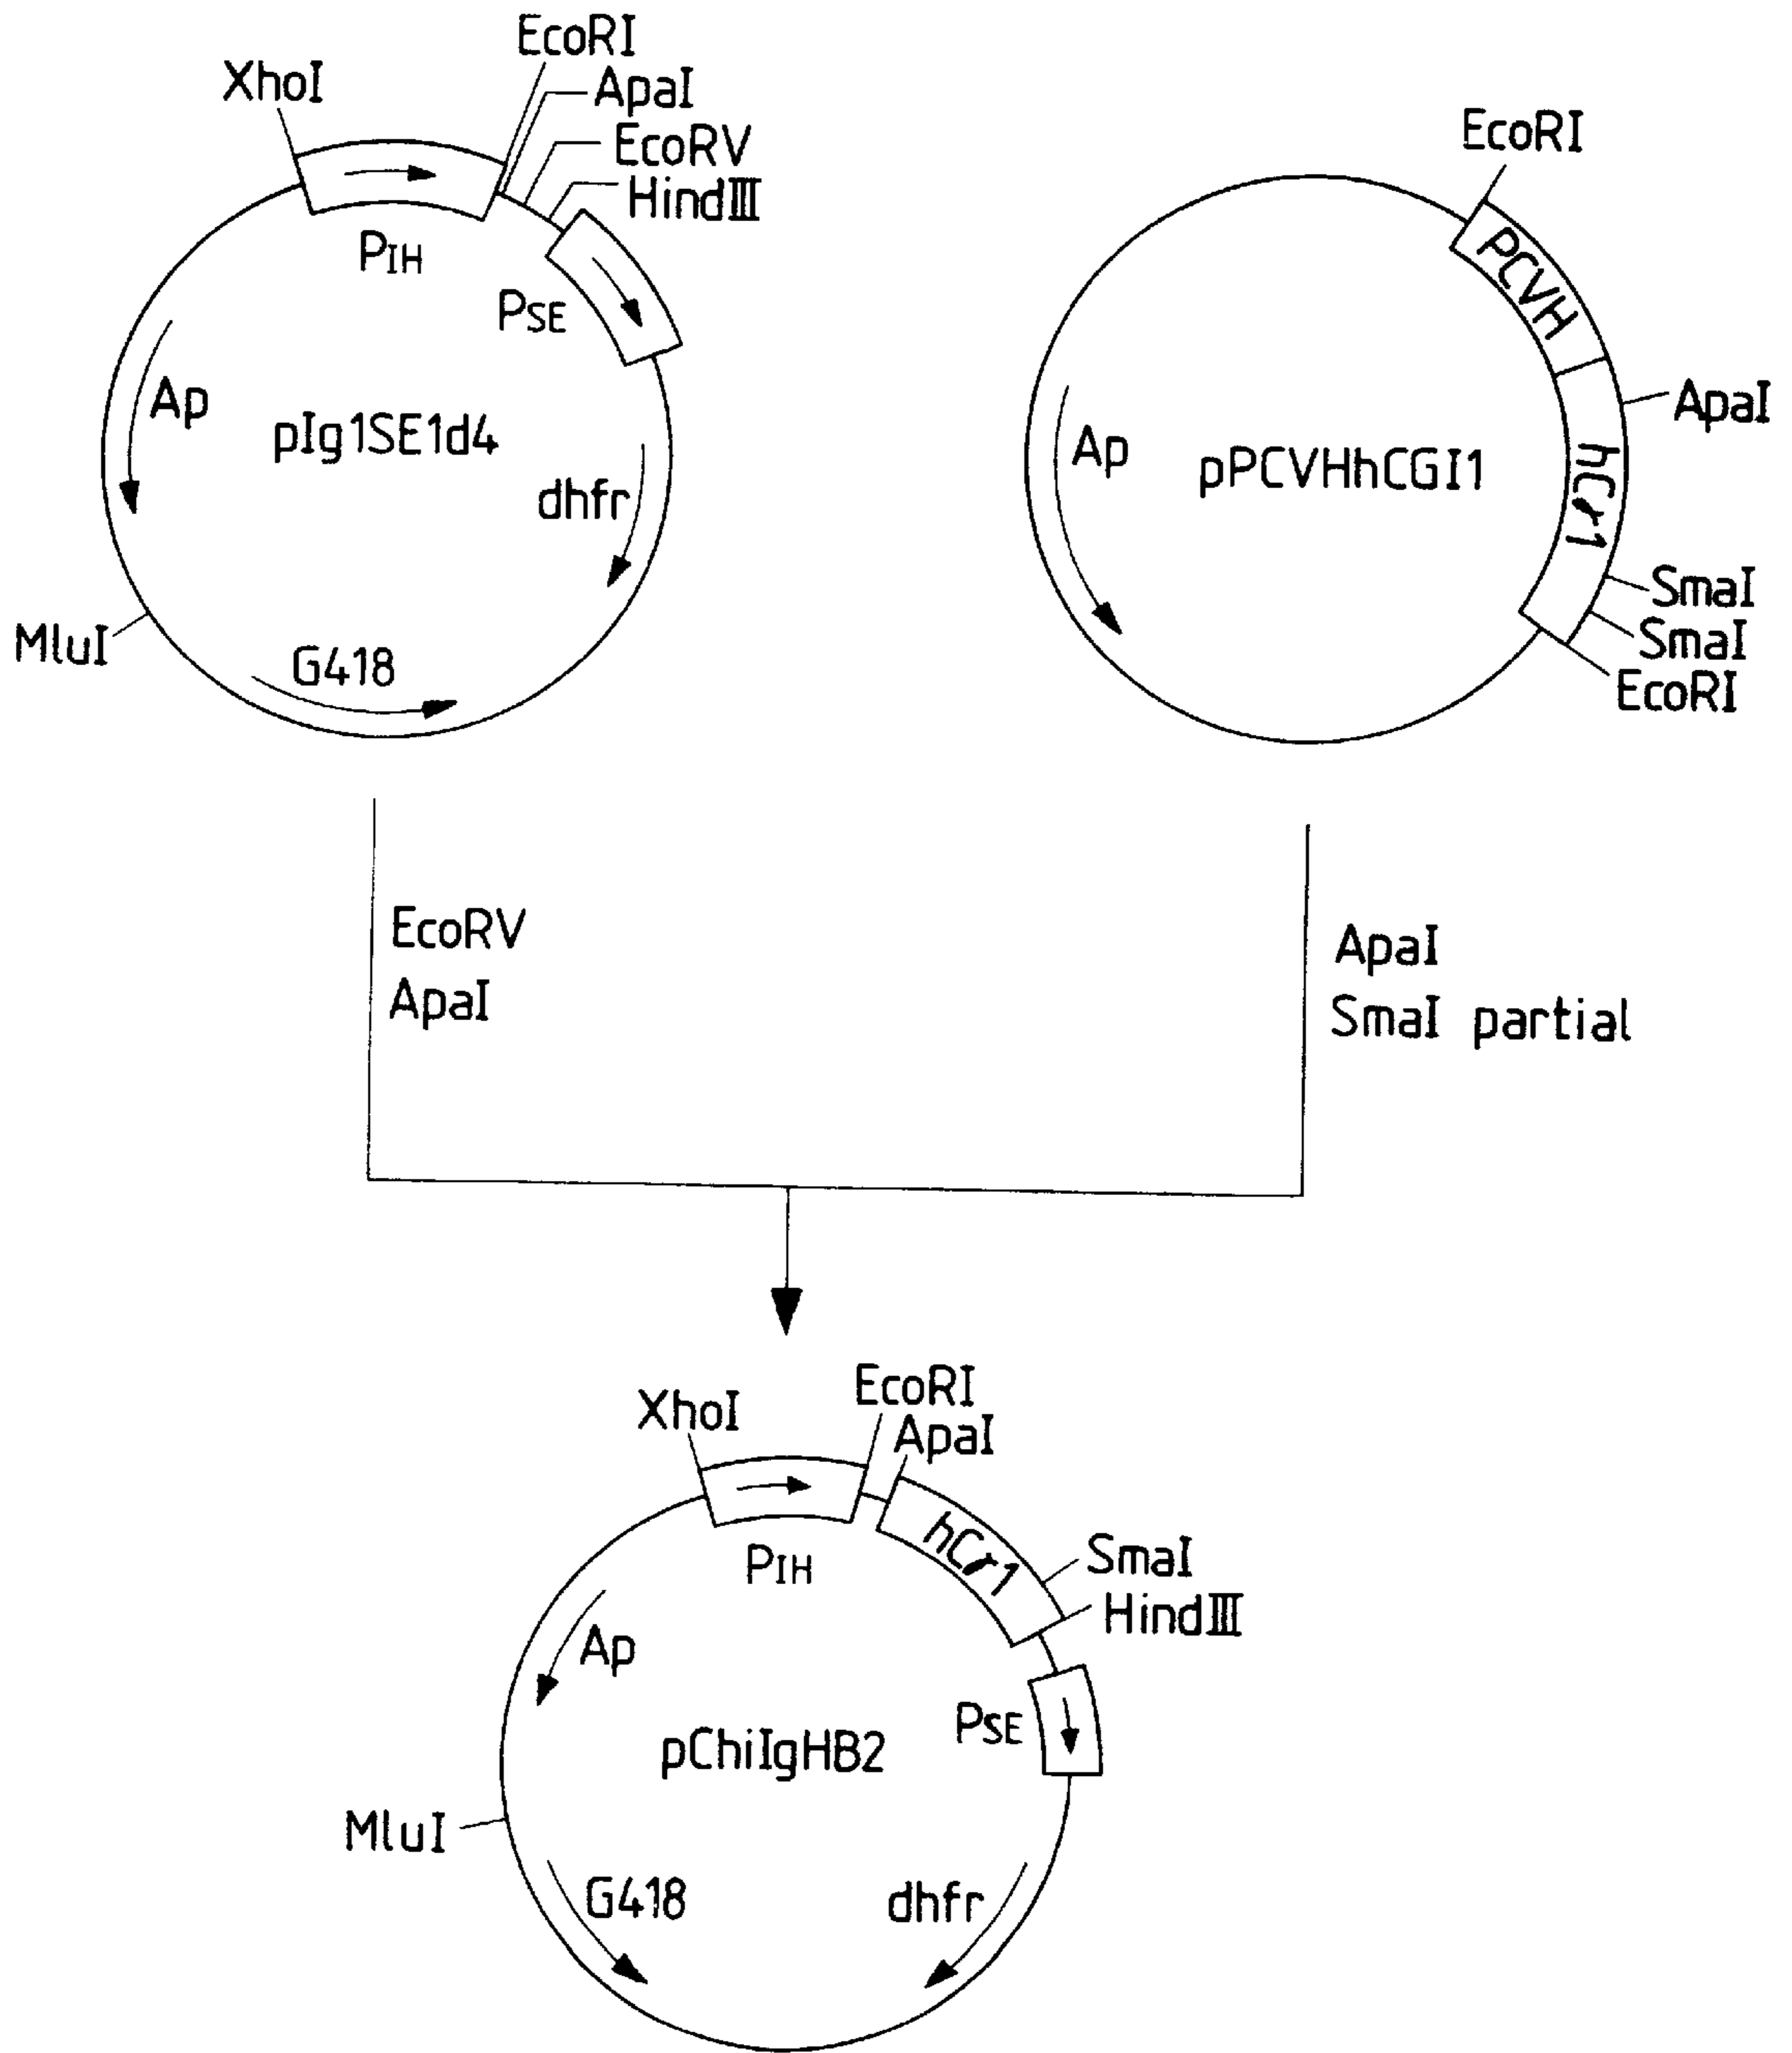 EcoRI
XhoI
ApaI
EcoRV
HindIII
PIH
PSE
Ap
pIg1SE1d4
dhfr
MluI
G418
EcoRI
PCVH
ApaI
Ap
pPCVHhCGI1
hCγ1
SmaI
SmaI
EcoRI
EcoRV
ApaI
ApaI
SmaI partial
EcoRI
XhoI
ApaI
hCγ1
SmaI
HindIII
PIH
Ap
PSE
pChiIgHB2
MluI
G418
dhfr